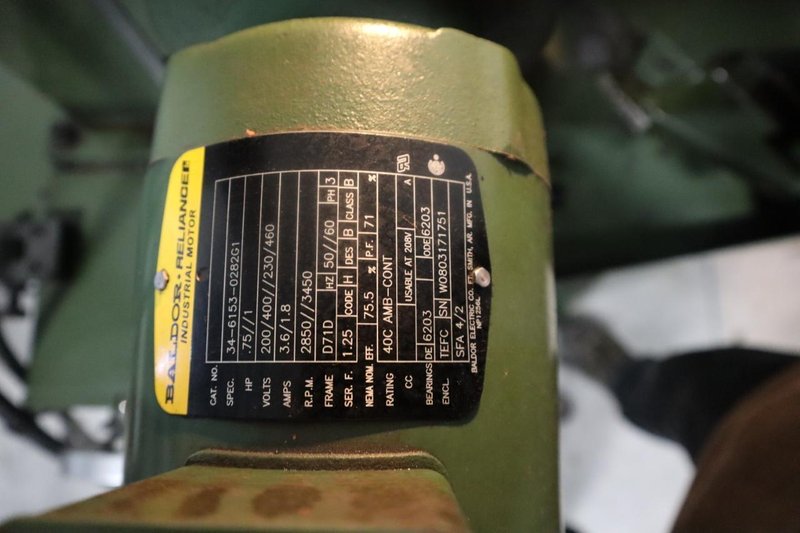 BALDOR · RELIANCER
INDUSTRIAL MOTOR
CAT. NO.
SPEC. 34-6153-0282G1
HP .75//1
VOLTS 200/400//230/460
AMPS 3.6/1.8
R.P.M. 2850//3450
FRAME D71D HZ 50//60 PH 3
SER. F. 1.25 CODE H DES B CLASS B
NEMA NOM. EFF. 75.5 % P.F. 71 %
RATING 40C AMB-CONT
CC USABLE AT 208V A
BEARINGS DE 6203 ODE 6203
ENCL TEFC SN W0803171751
SFA 4/2
BALDOR ELECTRIC CO. FT. SMITH, AR. MFG. IN U.S.A.
NP1256L